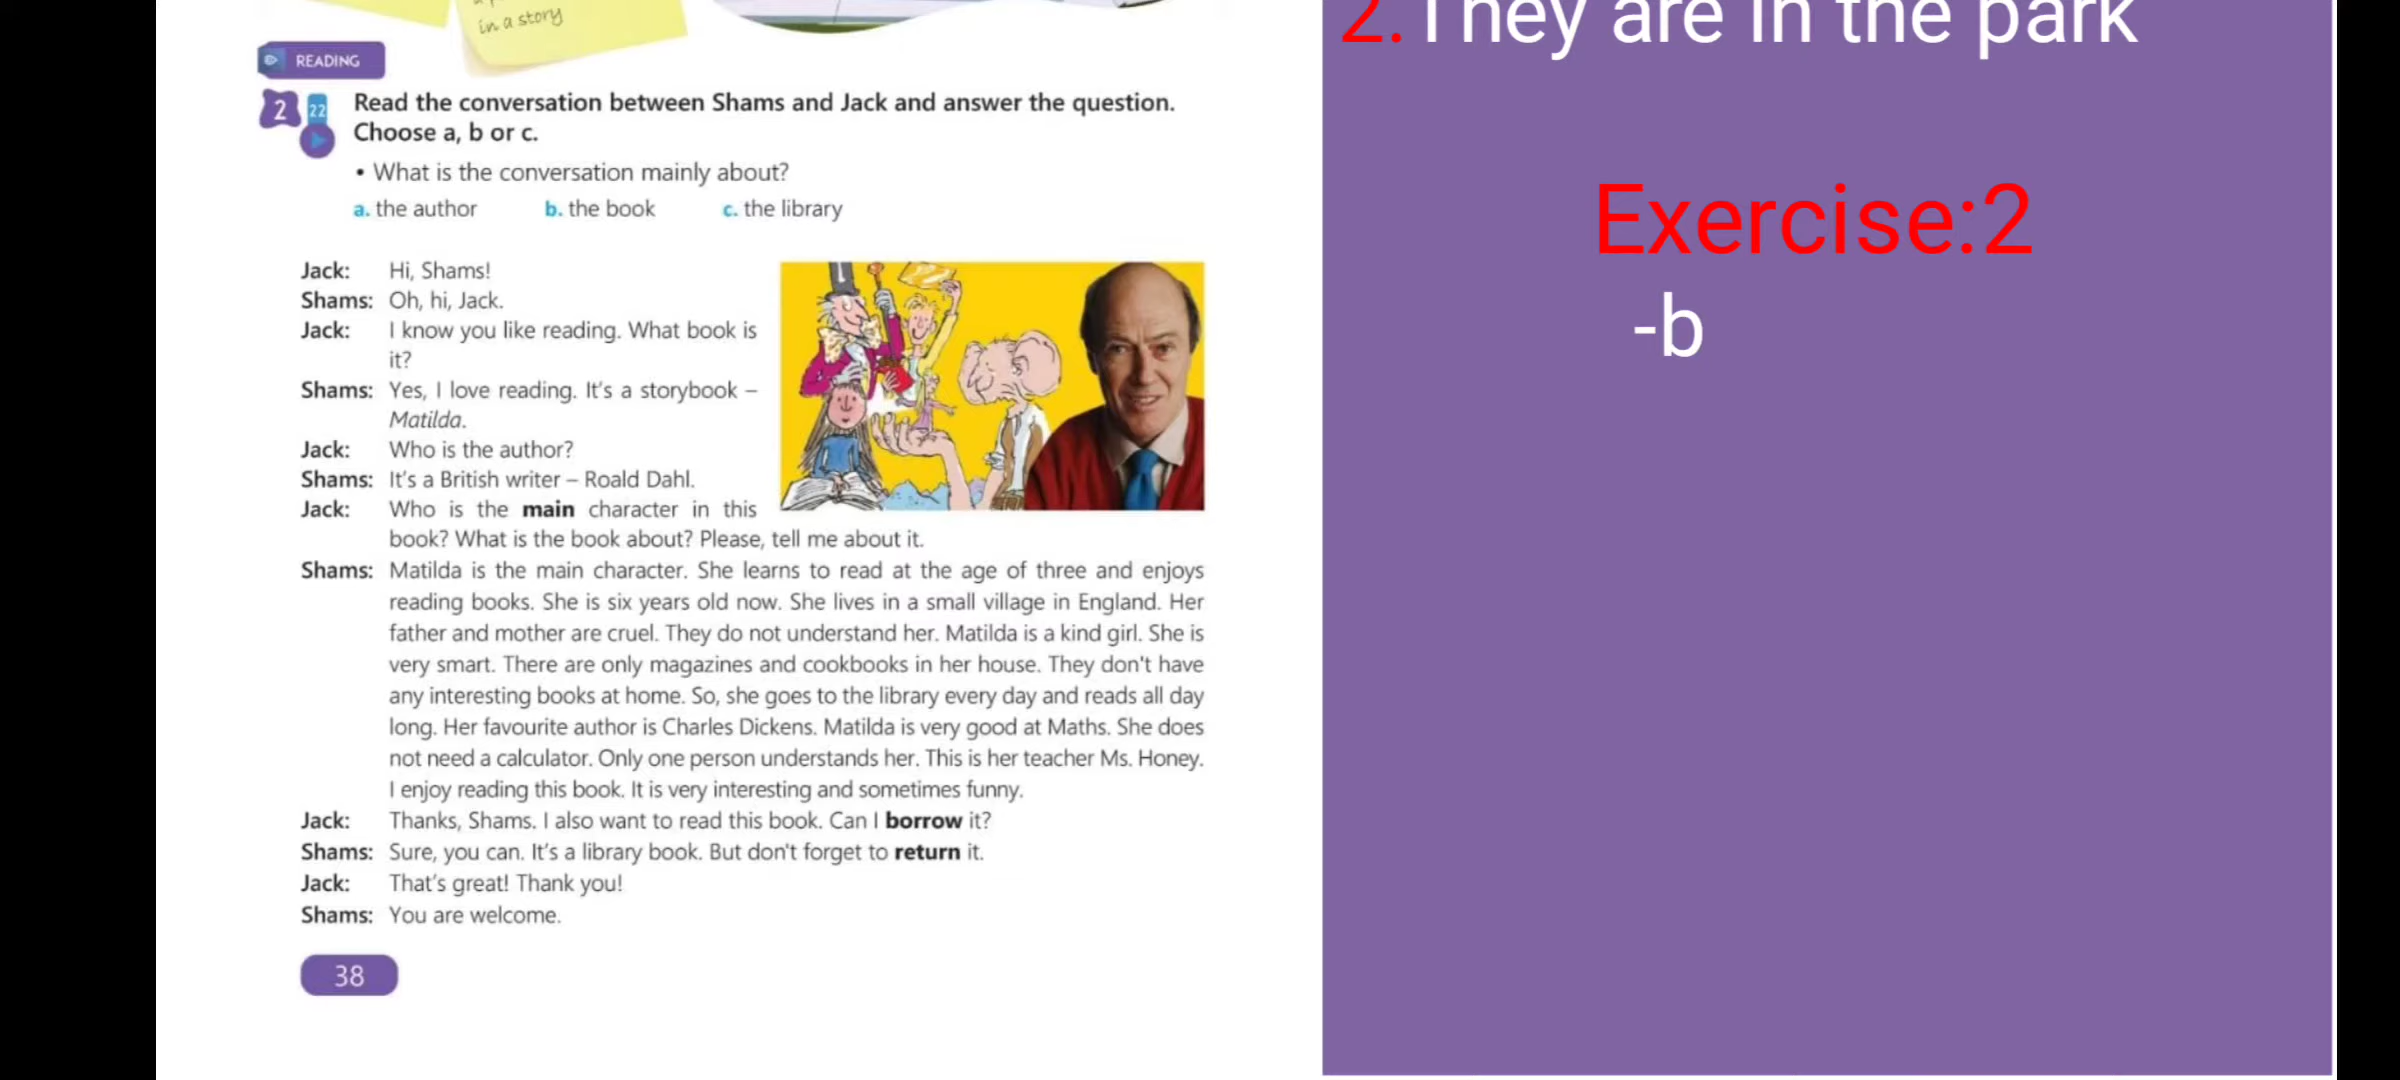 in a story
READING
2 22 Read the conversation between Shams and Jack and answer the question.
Choose a, b or c.
• What is the conversation mainly about?
a. the author b. the book c. the library
Jack: Hi, Shams!
Shams: Oh, hi, Jack.
Jack: I know you like reading. What book is
it?
Shams: Yes, I love reading. It's a storybook –
Matilda.
Jack: Who is the author?
Shams: It's a British writer – Roald Dahl.
Jack: Who is the main character in this
book? What is the book about? Please, tell me about it.
Shams: Matilda is the main character. She learns to read at the age of three and enjoys
reading books. She is six years old now. She lives in a small village in England. Her
father and mother are cruel. They do not understand her. Matilda is a kind girl. She is
very smart. There are only magazines and cookbooks in her house. They don't have
any interesting books at home. So, she goes to the library every day and reads all day
long. Her favourite author is Charles Dickens. Matilda is very good at Maths. She does
not need a calculator. Only one person understands her. This is her teacher Ms. Honey.
I enjoy reading this book. It is very interesting and sometimes funny.
Jack: Thanks, Shams. I also want to read this book. Can I borrow it?
Shams: Sure, you can. It's a library book. But don't forget to return it.
Jack: That's great! Thank you!
Shams: You are welcome.
38
2. They are in the park
Exercise:2
-b